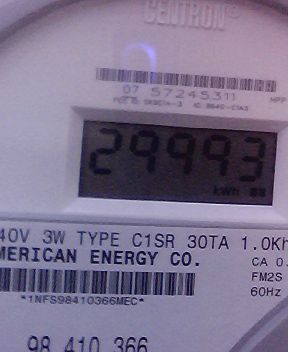 CENTRON®
07 57245311
29993
kWh
40V 3W TYPE C1SR 30TA 1.0Kh
MERICAN ENERGY CO.
CA 0.
FM2S
*1NFS98410366MEC*
60Hz
98 410 366